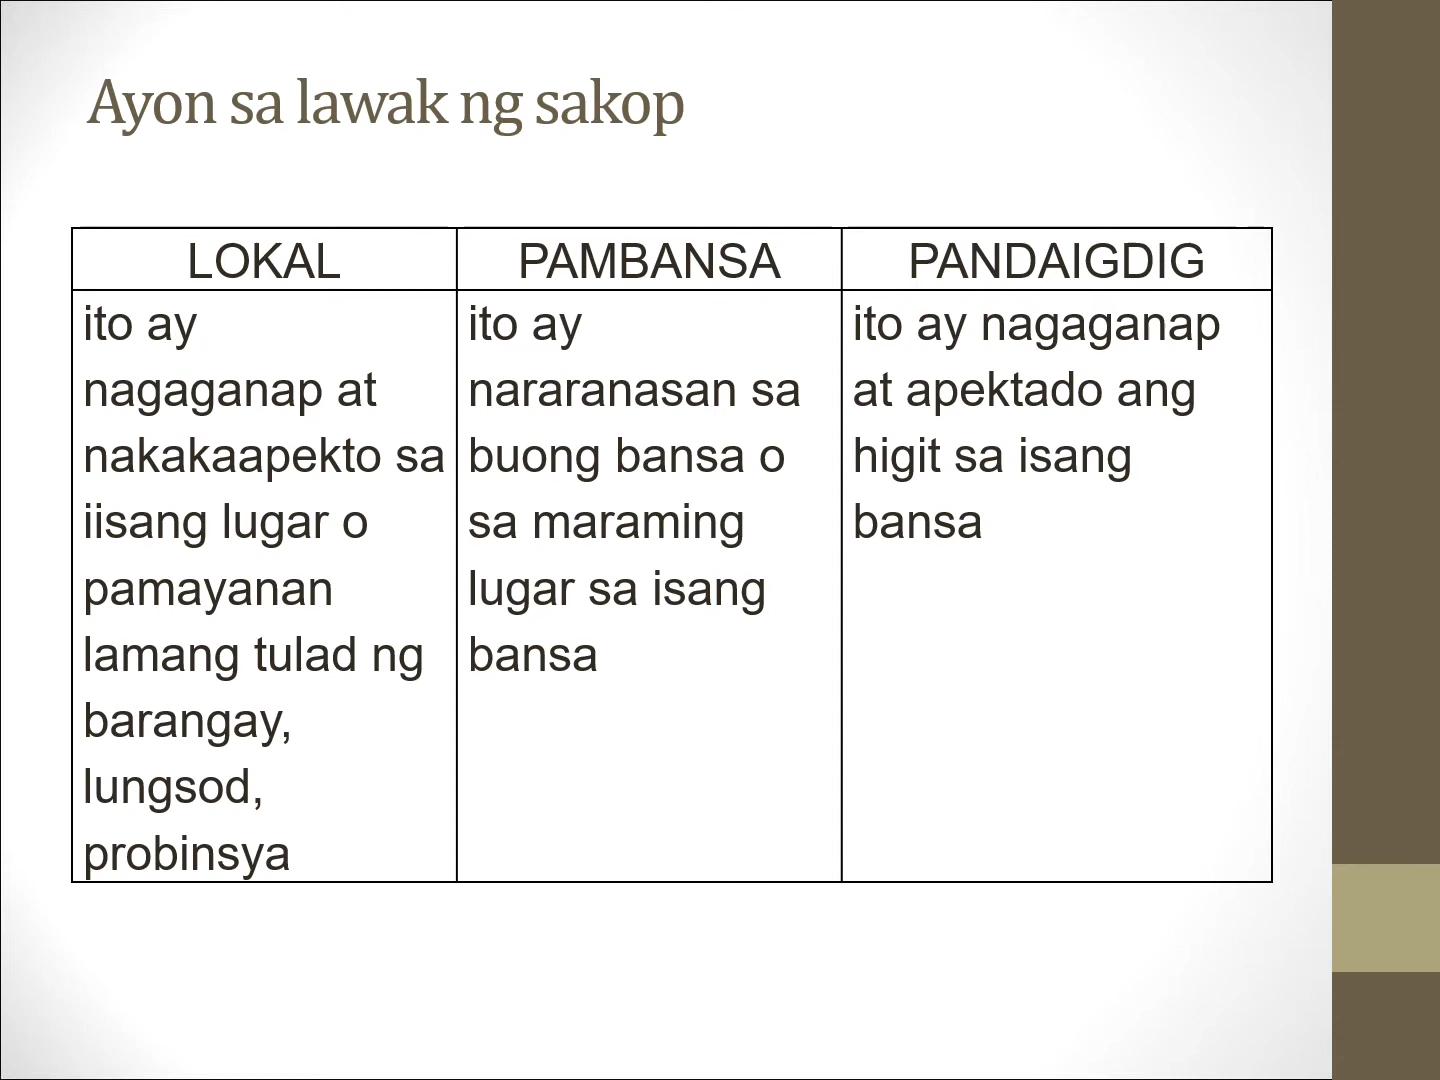 Ayon sa lawak ng sakop
LOKAL
ito ay
nagaganap at
nakakaapekto sa
iisang lugar o
pamayanan
lamang tulad ng
barangay,
lungsod,
probinsya
PAMBANSA
ito ay
nararanasan sa
buong bansa o
sa maraming
lugar sa isang
bansa
PANDAIGDIG
ito ay nagaganap
at apektado ang
higit sa isang
bansa